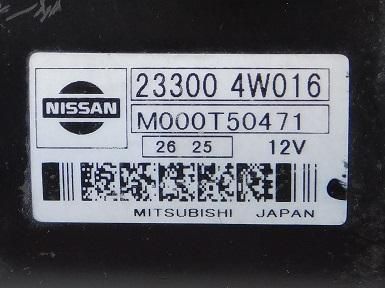 NISSAN
23300 4W016
M000T50471
26 25 12V
MITSUBISHI JAPAN